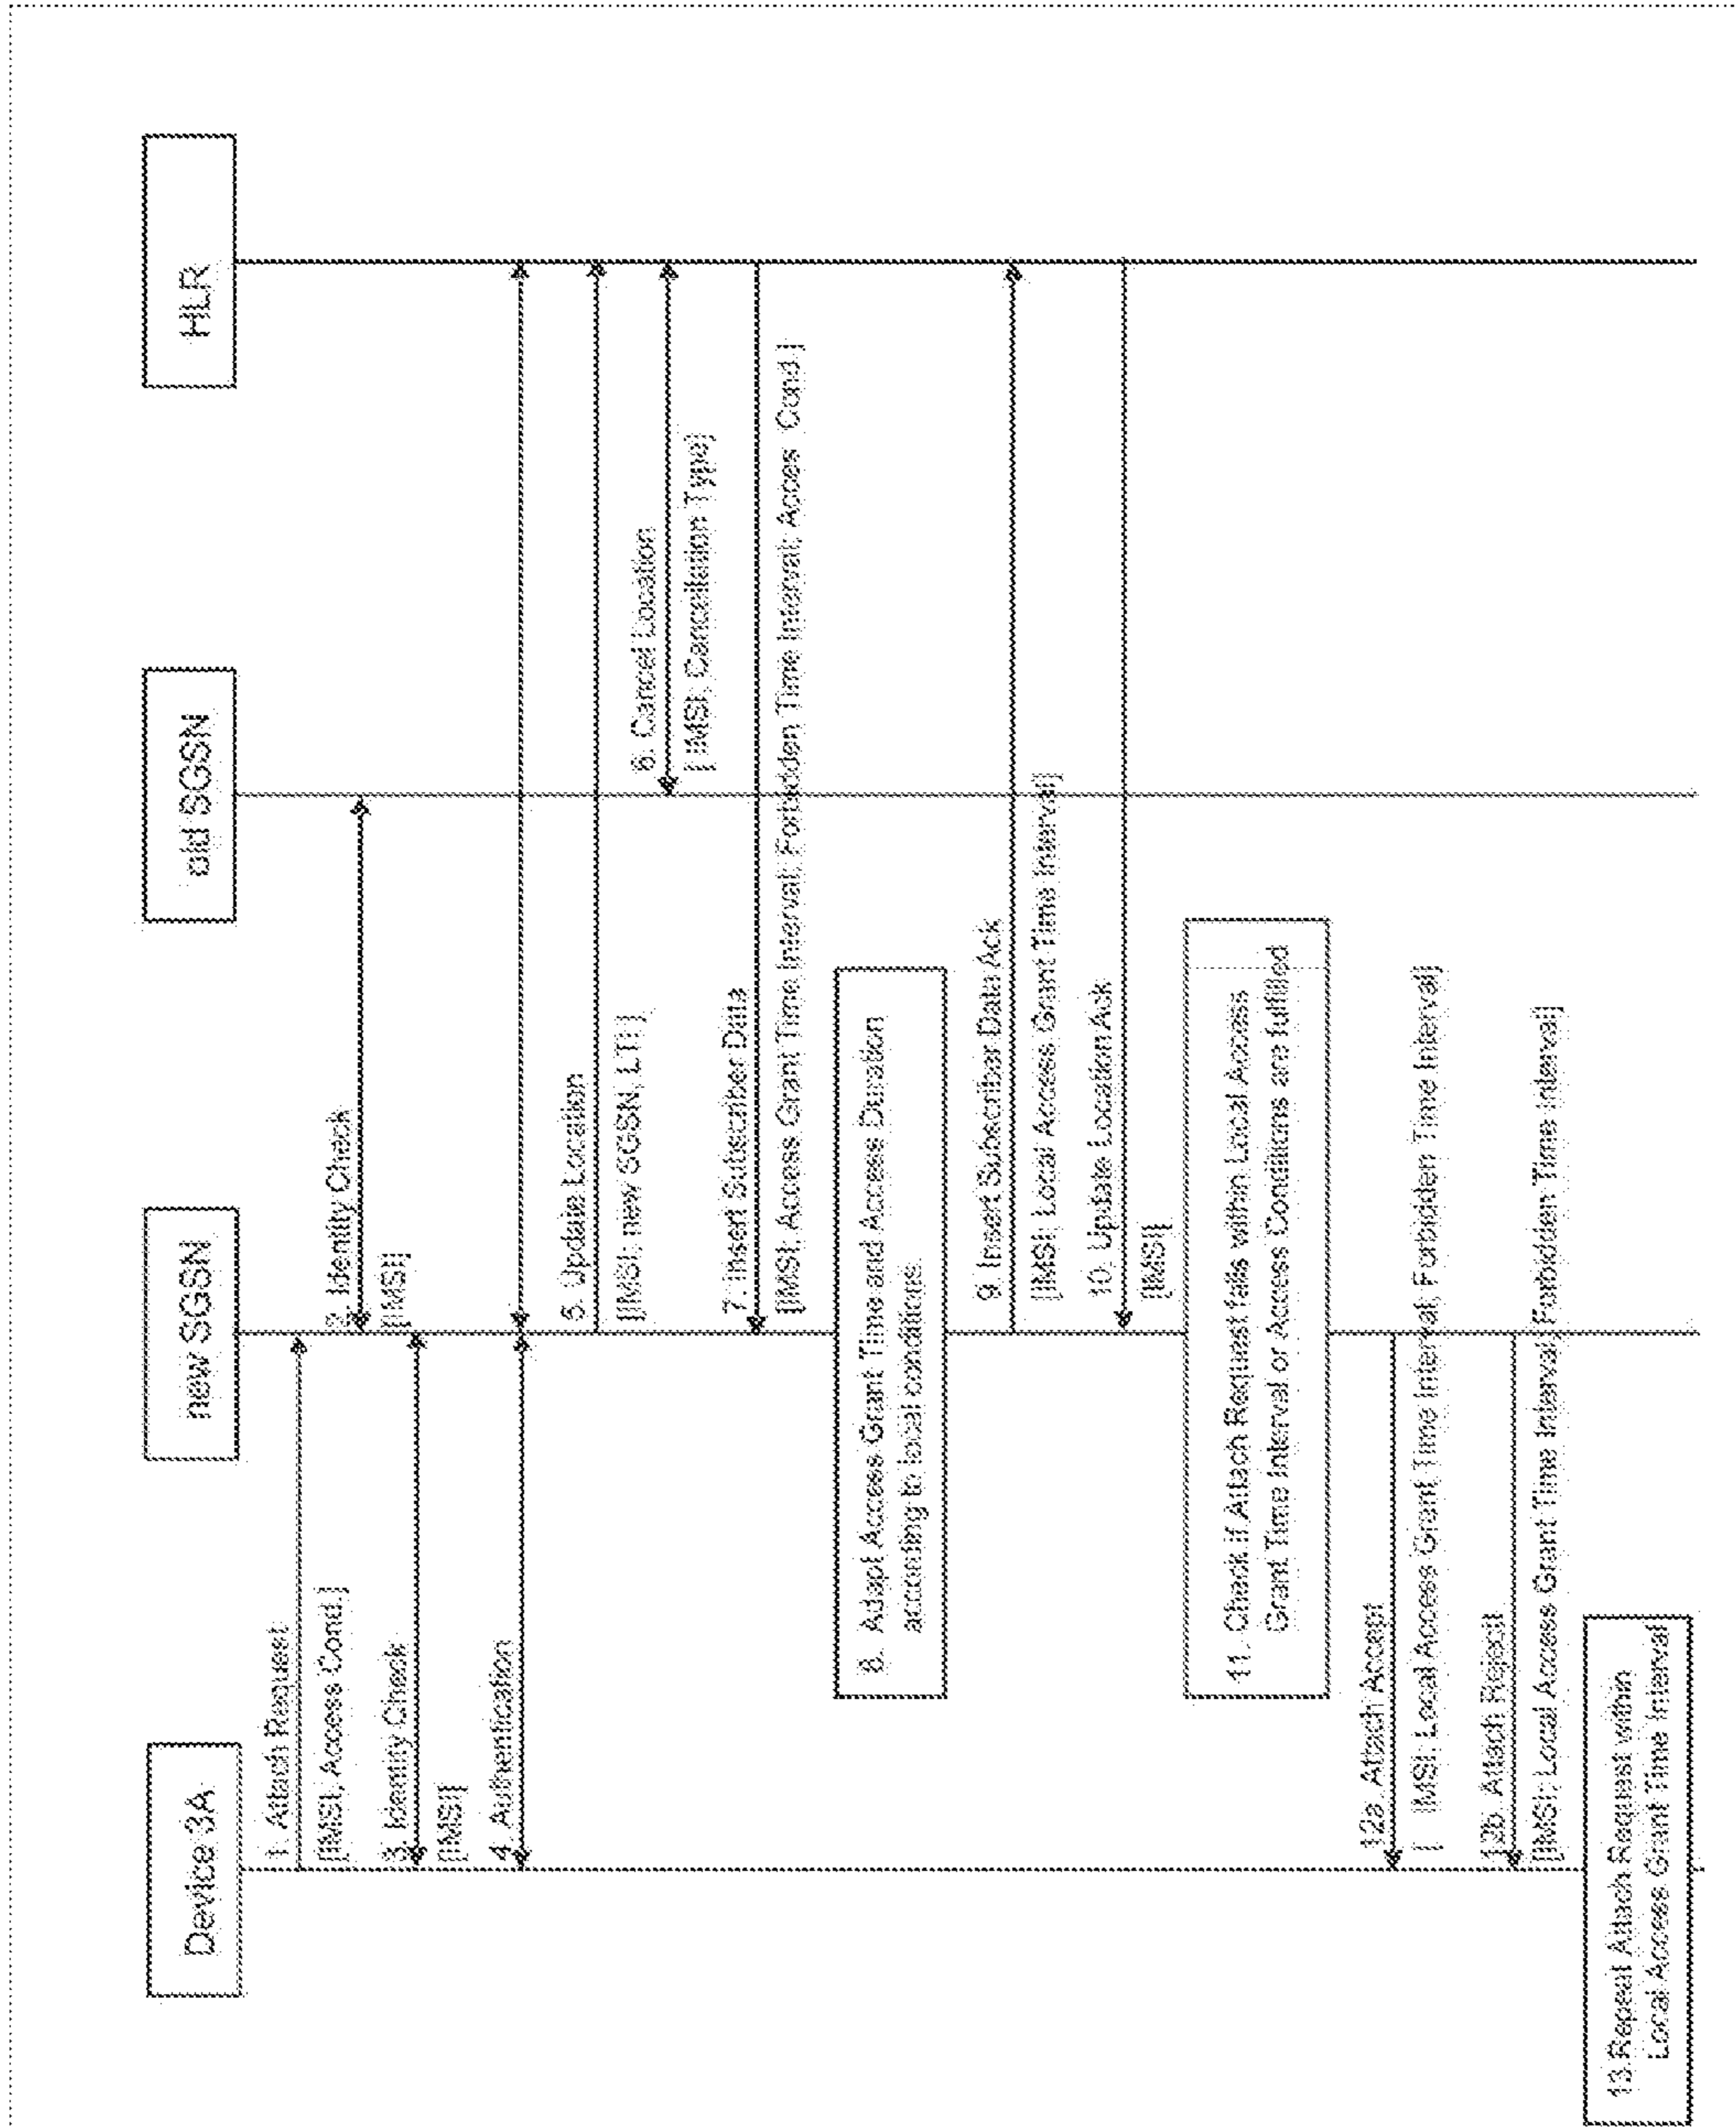 Device 3A
new SGSN
old SGSN
HLR
1. Attach Request
[IMSI; Access Cond.]
2. Identity Check
[IMSI]
3. Identity Check
[IMSI]
4. Authentication
5. Update Location
[IMSI; new SGSN, LTI]
6. Cancel Location
[ IMSI; Cancellation Type]
7. Insert Subscriber Data
[IMSI; Access Grant Time Interval; Forbidden Time Interval; Acces Cond.]
8. Adapt Access Grant Time and Access Duration
according to local conditions.
9. Insert Subscriber Data Ack
[IMSI; Local Access Grant Time Interval]
10. Update Location Ack
[IMSI]
11. Check if Attach Request falls within Local Access
Grant Time Interval or Access Conditions are fulfilled
12a. Attach Accept
[ IMSI; Local Access Grant Time Interval; Forbidden Time Interval]
12b. Attach Reject
[IMSI; Local Access Grant Time Interval; Forbidden Time Interval]
13.Repeat Attach Request within
Local Access Grant Time Interval